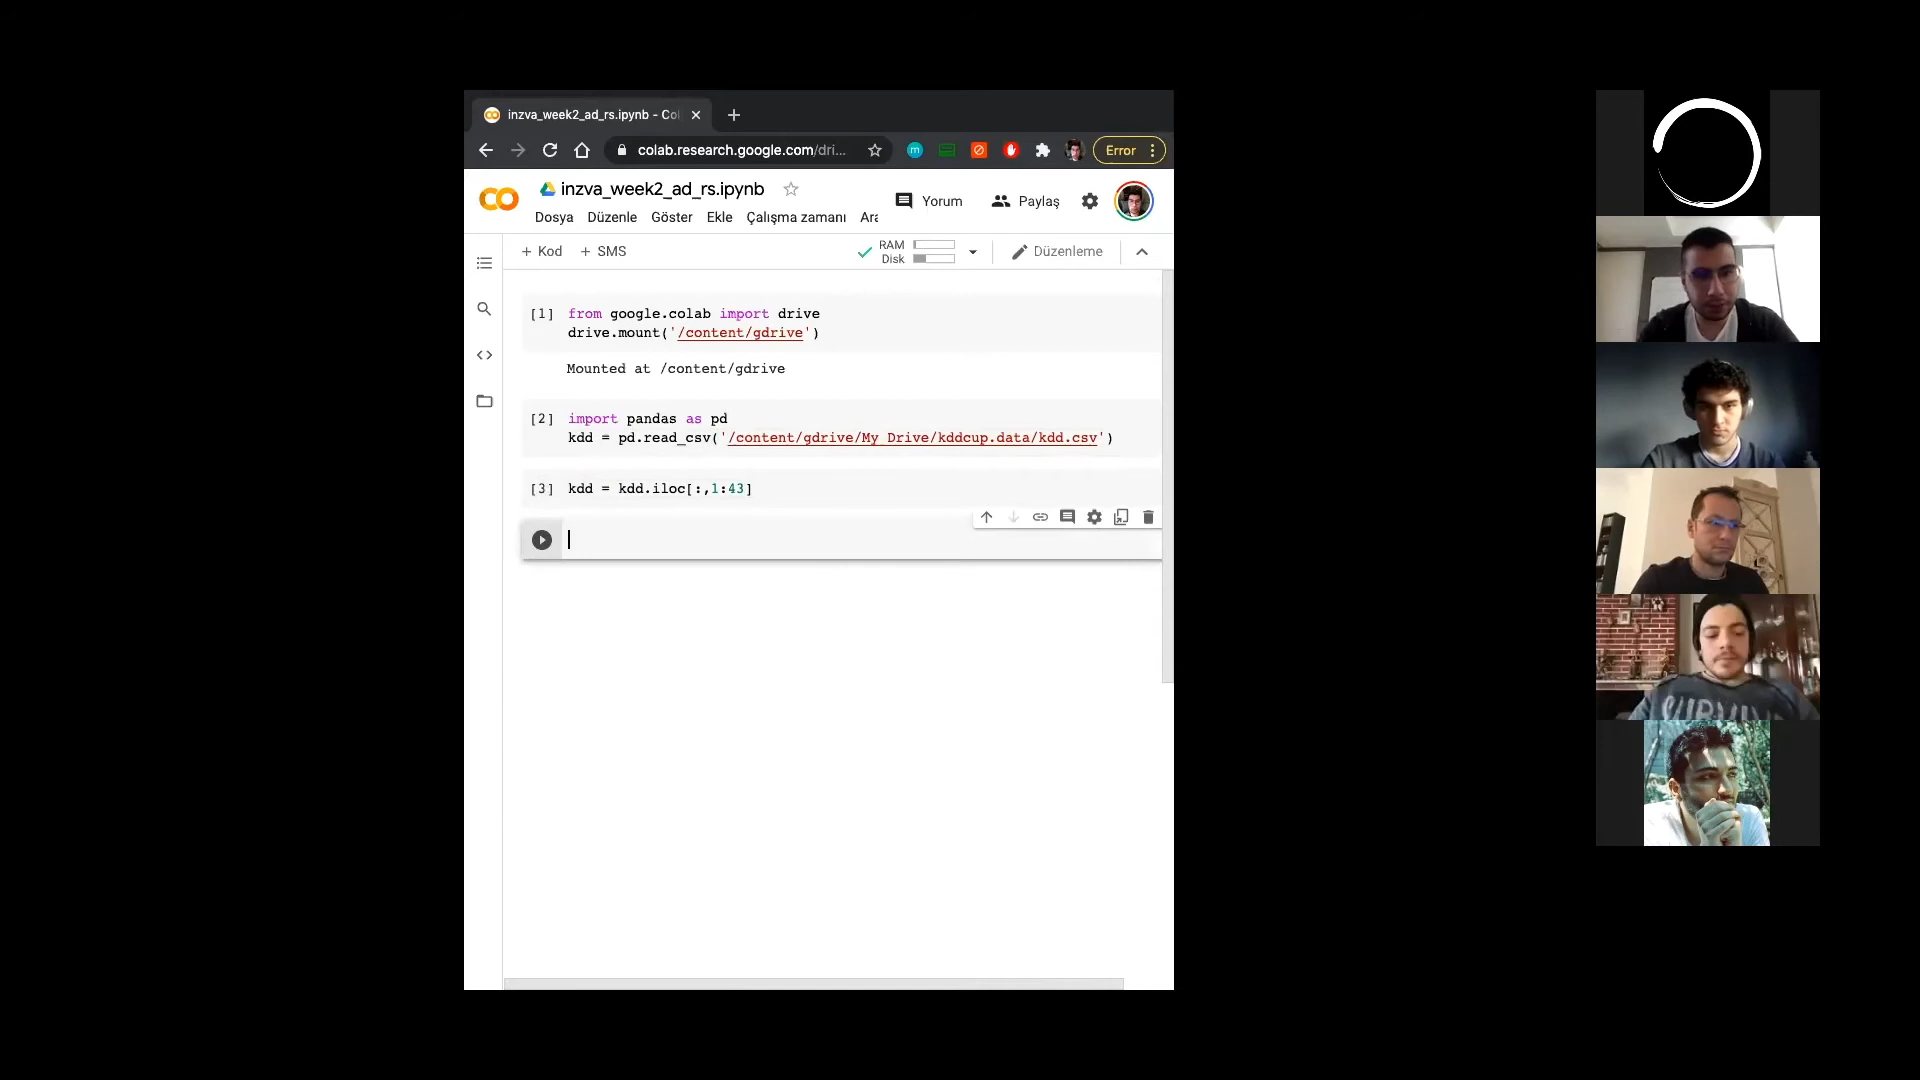 inzva_week2_ad_rs.ipynb - Co
colab.research.google.com/dri...
Error
inzva_week2_ad_rs.ipynb
Yorum
Paylaş
Dosya Düzenle Göster Ekle Çalışma zamanı Ara
+ Kod + SMS
RAM
Disk
Düzenleme
[1] from google.colab import drive
drive.mount('/content/gdrive')
Mounted at /content/gdrive
[2] import pandas as pd
kdd = pd.read_csv('/content/gdrive/My Drive/kddcup.data/kdd.csv')
[3] kdd = kdd.iloc[:,1:43]